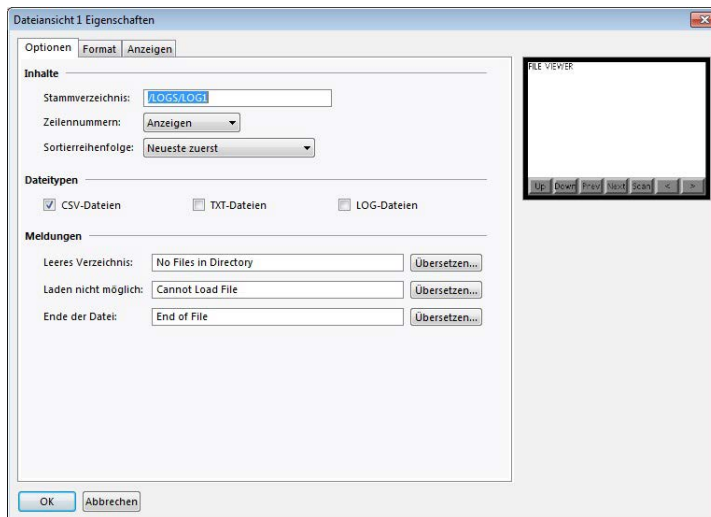 Dateiansicht 1 Eigenschaften
Optionen Format Anzeigen
Inhalte
Stammverzeichnis: /LOGS/LOG1
Zeilennummern: Anzeigen
Sortierreihenfolge: Neueste zuerst
Dateitypen
CSV-Dateien TXT-Dateien LOG-Dateien
Meldungen
Leeres Verzeichnis: No Files in Directory Übersetzen...
Laden nicht möglich: Cannot Load File Übersetzen...
Ende der Datei: End of File Übersetzen...
OK Abbrechen
FILE VIEWER
Up Down Prev Next Scan < >